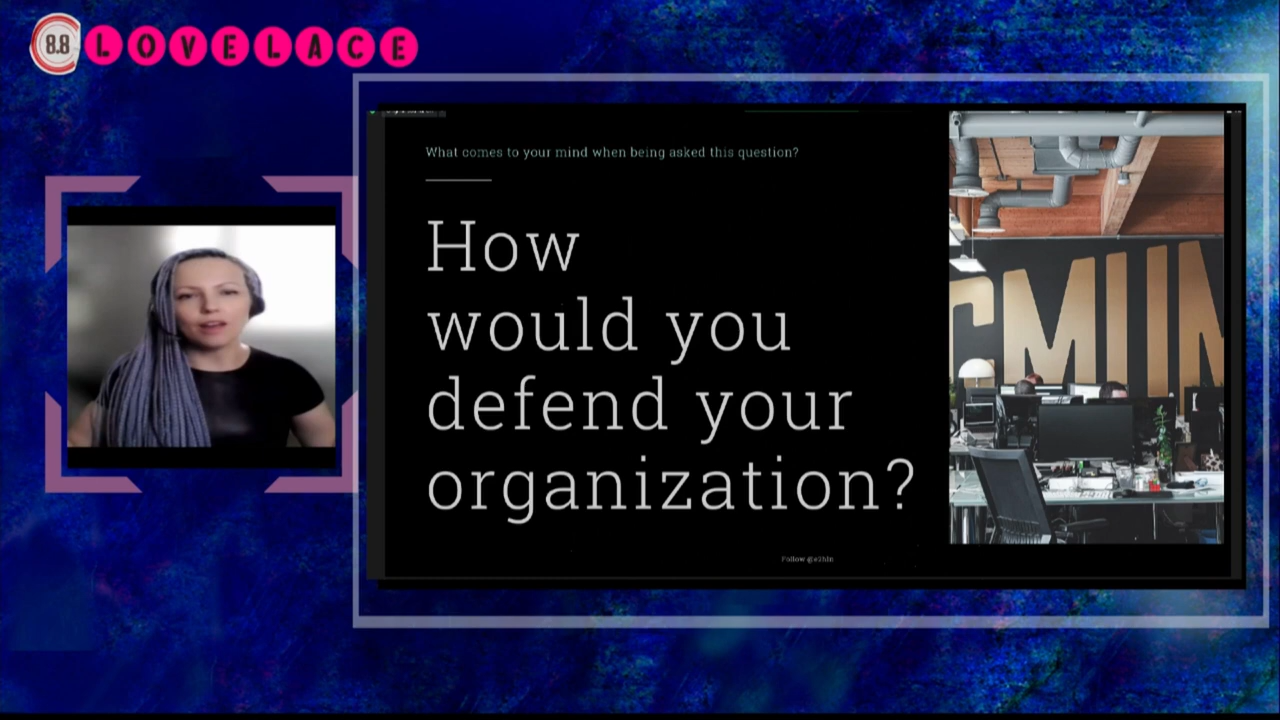 8.8 LOVELACE
What comes to your mind when being asked this question?
How
would you
defend your
organization?